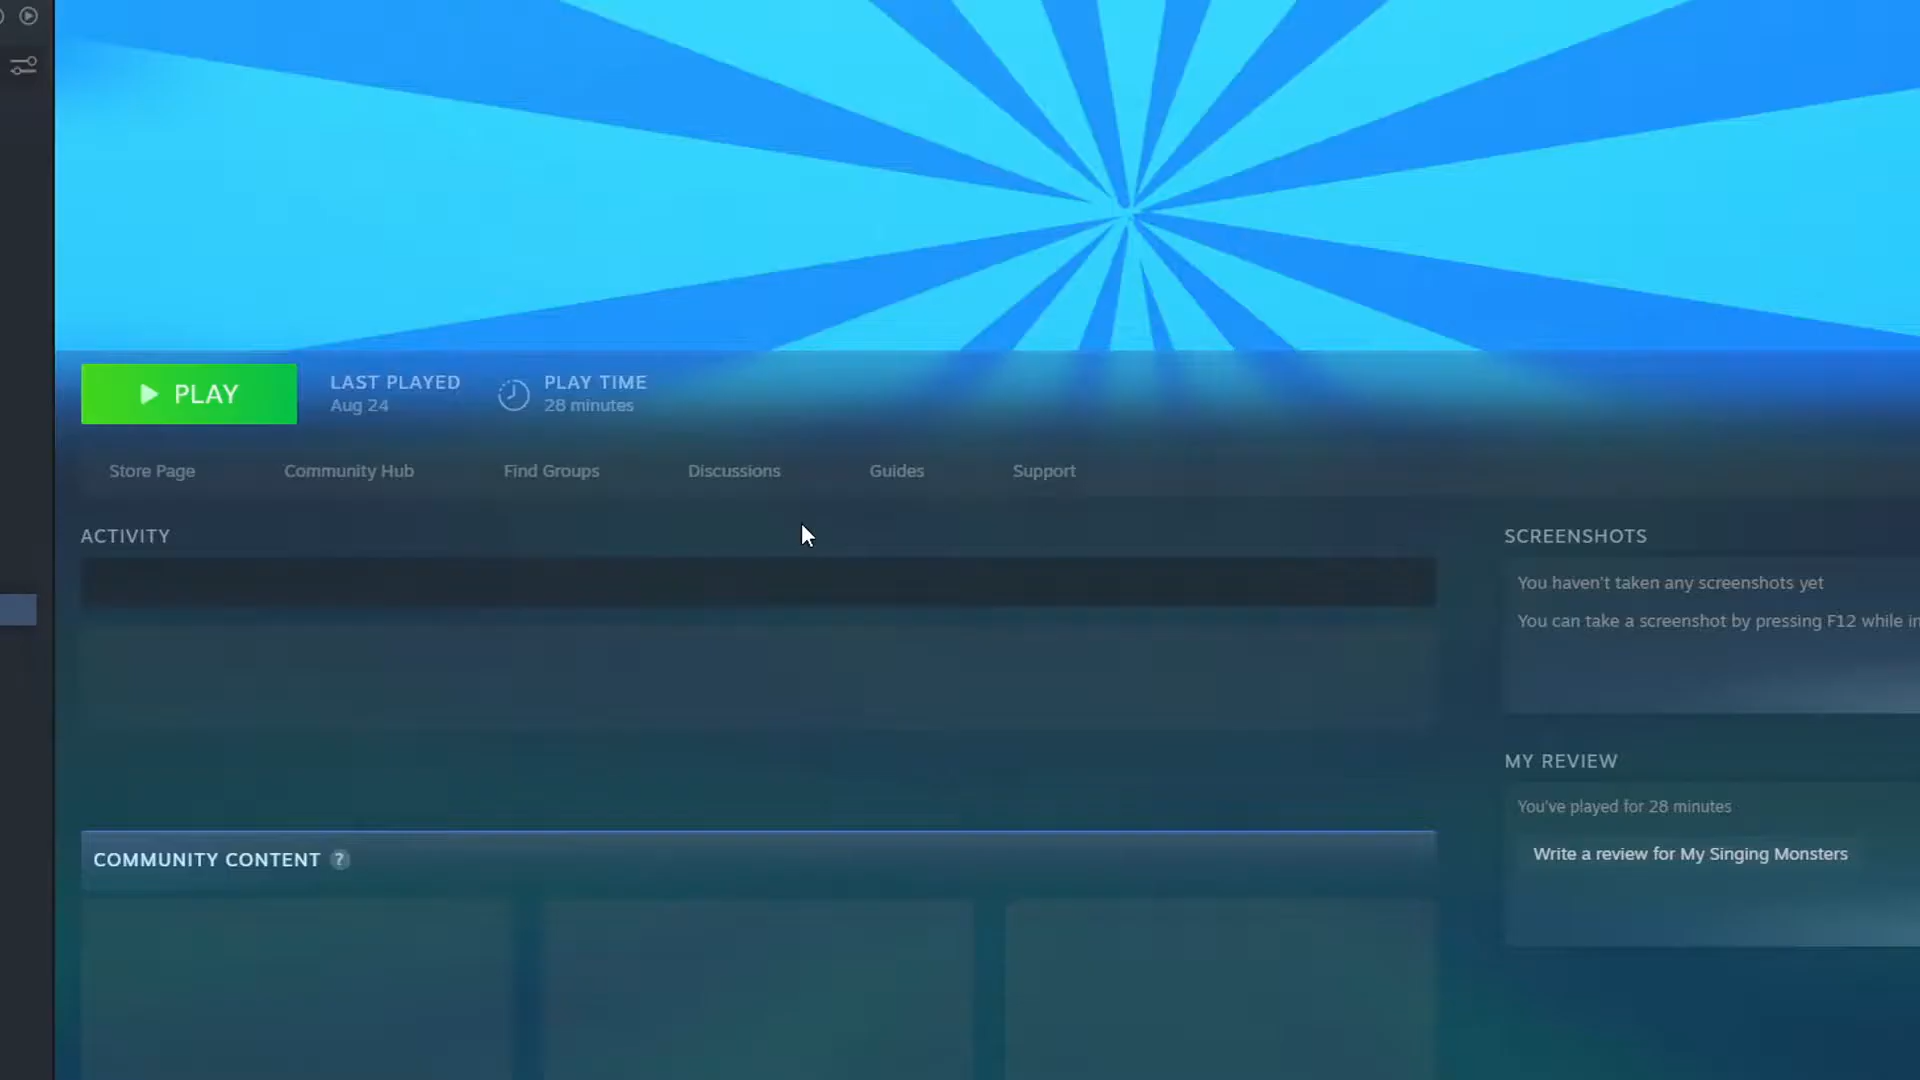 PLAY
LAST PLAYED
Aug 24
PLAY TIME
28 minutes
Store Page
Community Hub
Find Groups
Discussions
Guides
Support
ACTIVITY
SCREENSHOTS
You haven't taken any screenshots yet
You can take a screenshot by pressing F12 while in
MY REVIEW
You've played for 28 minutes
Write a review for My Singing Monsters
COMMUNITY CONTENT ?